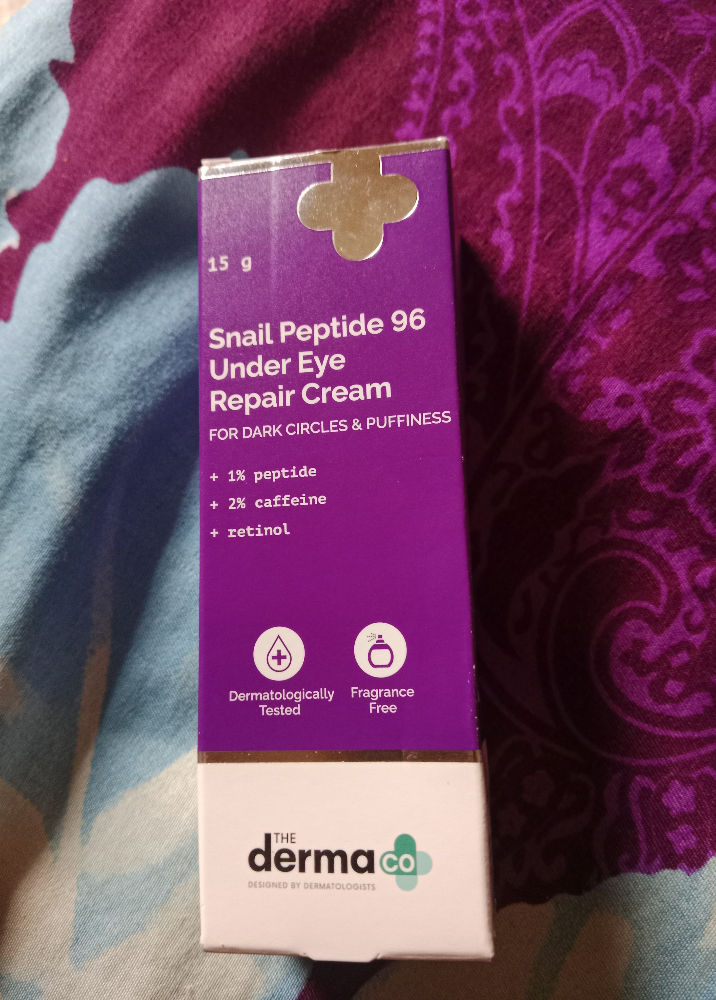 15 g
Snail Peptide 96
Under Eye
Repair Cream
FOR DARK CIRCLES & PUFFINESS
+ 1% peptide
+ 2% caffeine
+ retinol
Dermatologically
Tested
Fragrance
Free
THE
derma co
DESIGNED BY DERMATOLOGISTS